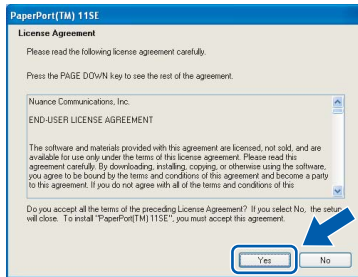 PaperPort(TM) 11SE
License Agreement
Please read the following license agreement carefully.
Press the PAGE DOWN key to see the rest of the agreement.
Nuance Communications, Inc.
END-USER LICENSE AGREEMENT
The software and materials provided with this agreement are licensed, not sold, and are
available for use only under the terms of this license agreement. Please read this
agreement carefully. By downloading, installing, copying, or otherwise using the software,
you agree to be bound by the terms and conditions of this agreement and become a party
to this agreement. If you do not agree with all of the terms and conditions of this
Do you accept all the terms of the preceding License Agreement? If you select No, the setup
will close. To install "PaperPort(TM) 11SE", you must accept this agreement.
Yes
No